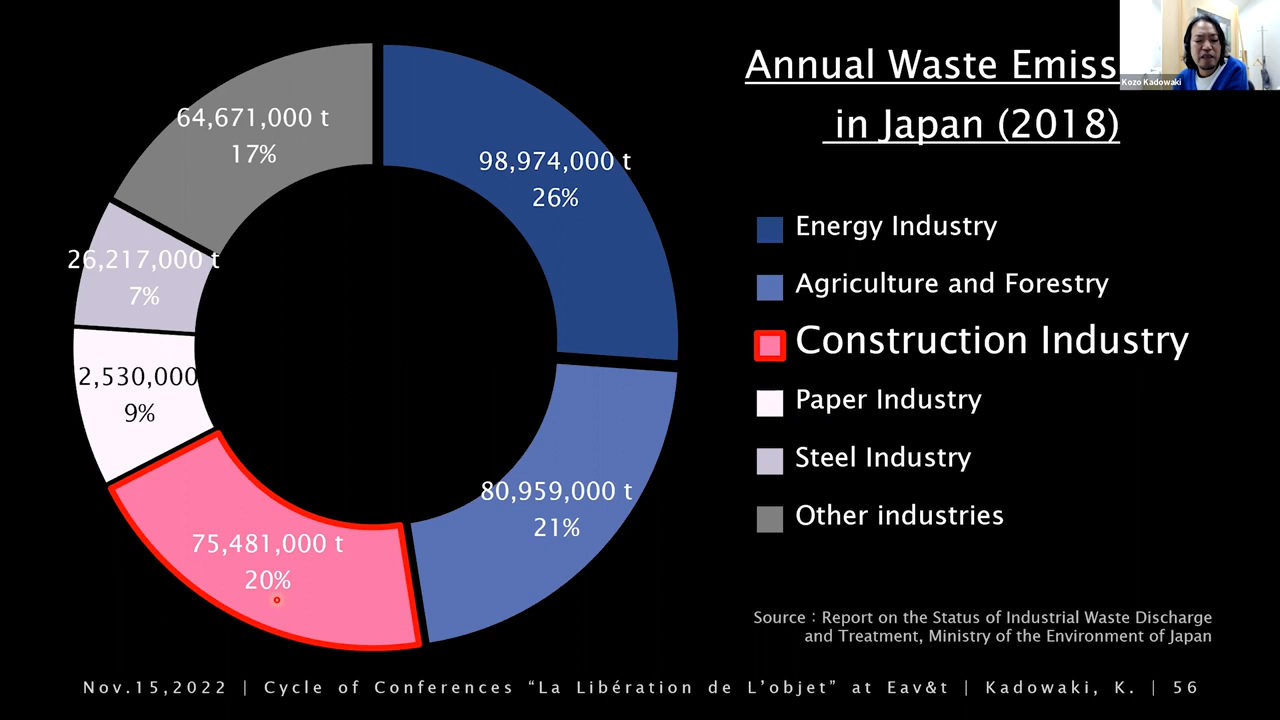 Annual Waste Emiss
in Japan (2018)
Kozo Kadowaki
64,671,000 t
17%
98,974,000 t
26%
26,217,000 t
7%
2,530,000
9%
75,481,000 t
20%
80,959,000 t
21%
Energy Industry
Agriculture and Forestry
Construction Industry
Paper Industry
Steel Industry
Other industries
Source : Report on the Status of Industrial Waste Discharge
and Treatment, Ministry of the Environment of Japan
Nov.15,2022 | Cycle of Conferences “La Libération de L’objet” at Eav&t | Kadowaki, K. | 56